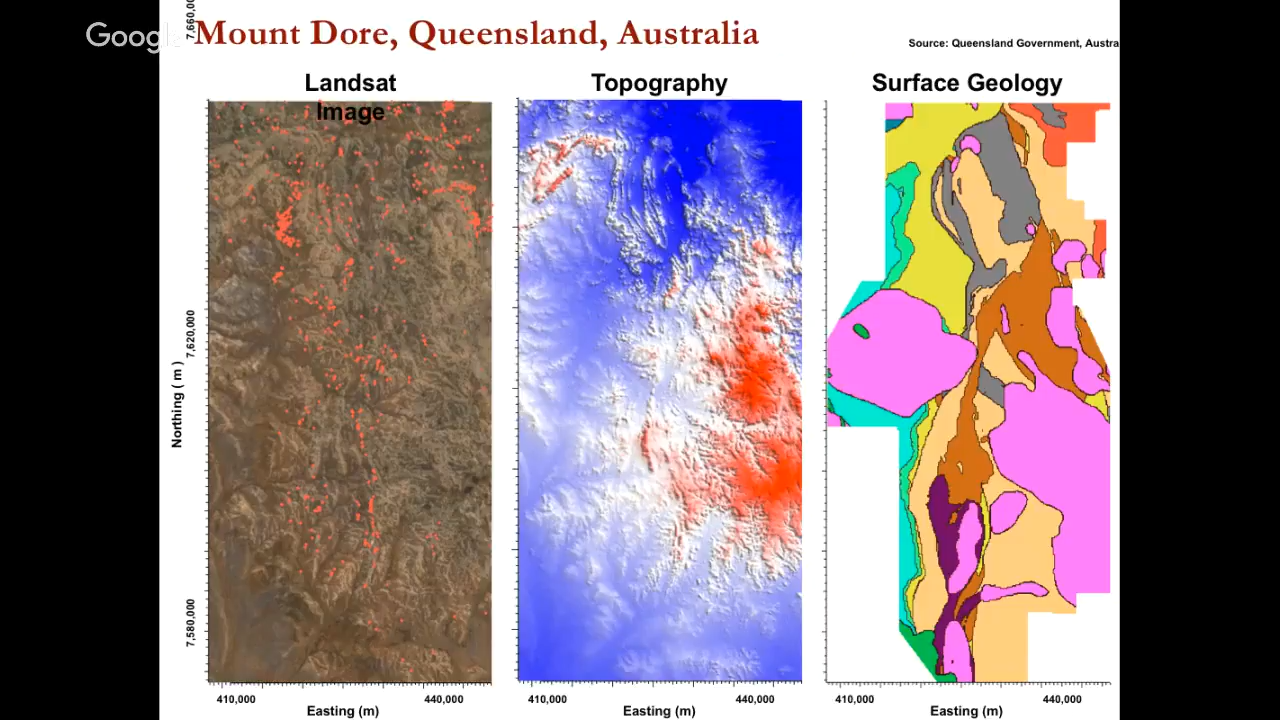 Google
Mount Dore, Queensland, Australia
Source: Queensland Government, Austra
Landsat
Image
Topography
Surface Geology
7,660,00
7,620,000
7,580,000
Northing ( m )
410,000
440,000
410,000
440,000
410,000
440,000
Easting (m)
Easting (m)
Easting (m)